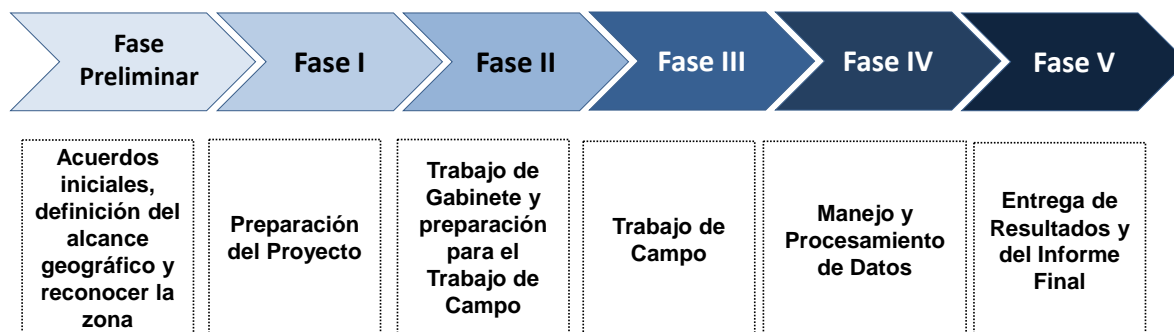 Fase
Preliminar
Fase I
Fase II
Fase III
Fase IV
Fase V
Acuerdos
iniciales,
definición del
alcance
geográfico y
reconocer la
zona
Preparación
del Proyecto
Trabajo de
Gabinete y
preparación
para el
Trabajo de
Campo
Trabajo de
Campo
Manejo y
Procesamiento
de Datos
Entrega de
Resultados y
del Informe
Final